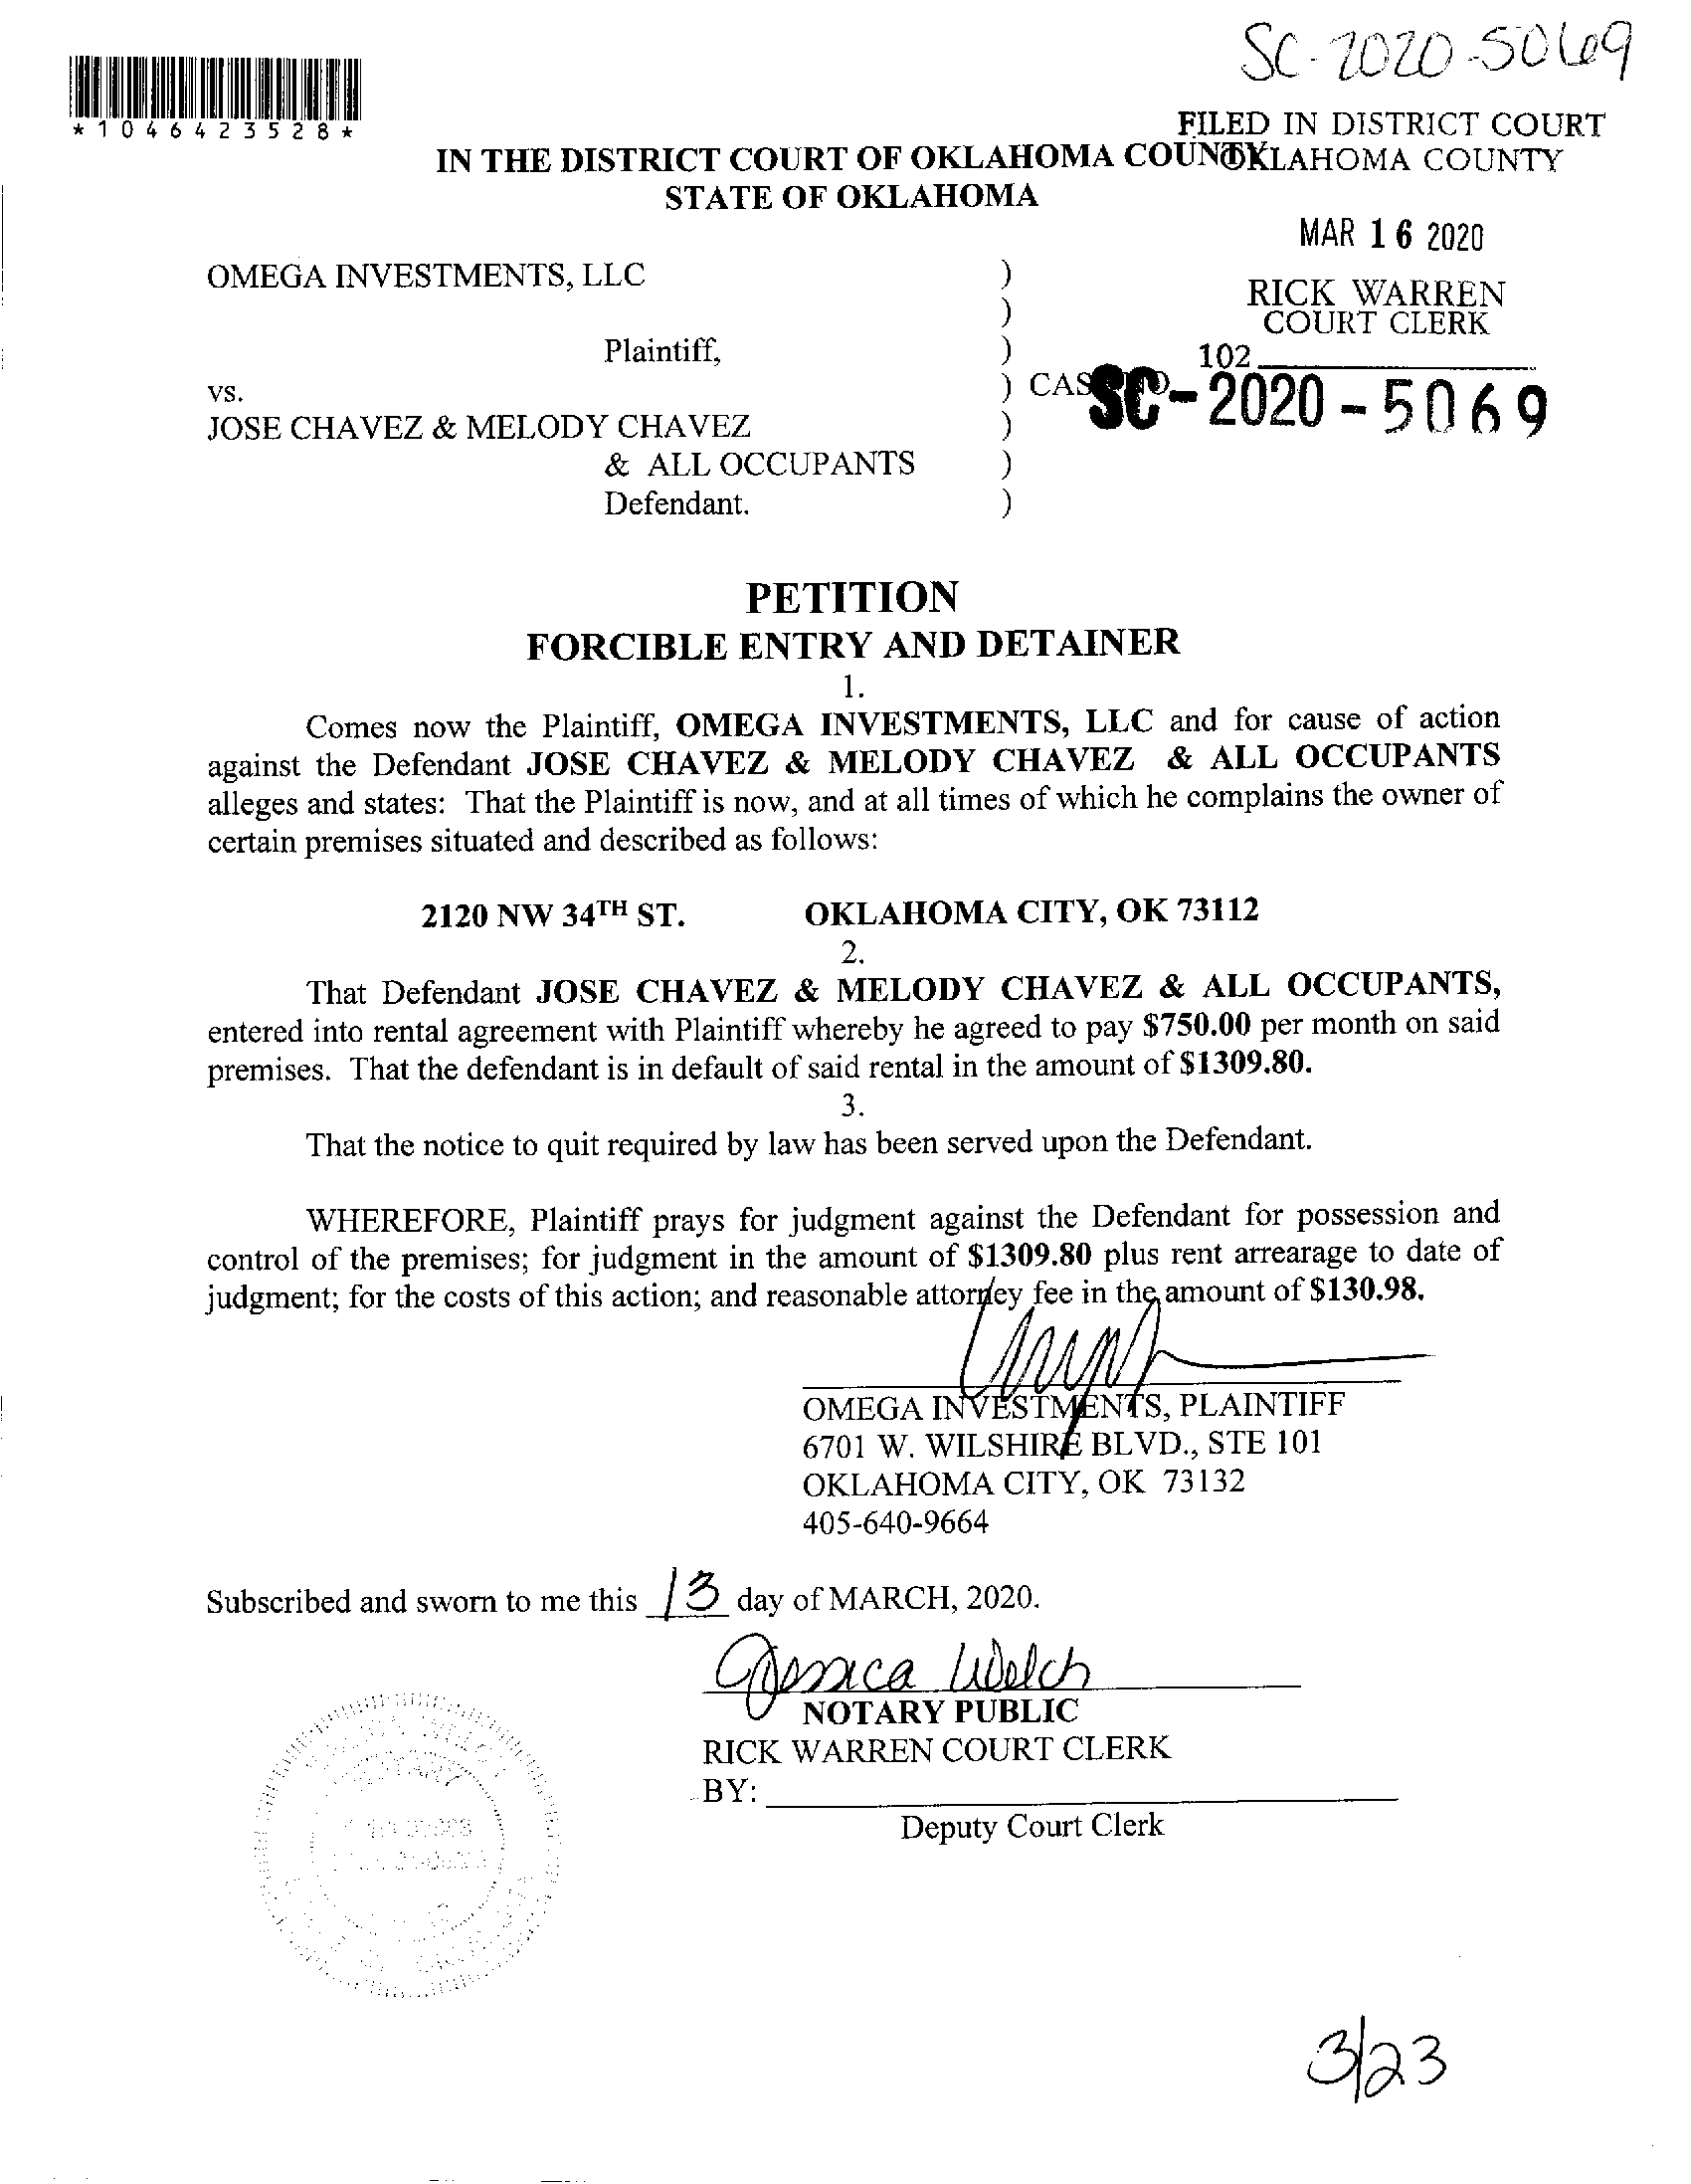 SC-2020-5069
*1046423528*
FILED IN DISTRICT COURT
OKLAHOMA COUNTY
IN THE DISTRICT COURT OF OKLAHOMA COUNTY
STATE OF OKLAHOMA
MAR 16 2020
OMEGA INVESTMENTS, LLC )
)
RICK WARREN
COURT CLERK
Plaintiff, )
102
vs. ) CASE NO
SC-2020-5069
JOSE CHAVEZ & MELODY CHAVEZ )
& ALL OCCUPANTS )
Defendant. )
PETITION
FORCIBLE ENTRY AND DETAINER
1.
Comes now the Plaintiff, OMEGA INVESTMENTS, LLC and for cause of action
against the Defendant JOSE CHAVEZ & MELODY CHAVEZ & ALL OCCUPANTS
alleges and states: That the Plaintiff is now, and at all times of which he complains the owner of
certain premises situated and described as follows:
2120 NW 34TH ST. OKLAHOMA CITY, OK 73112
2.
That Defendant JOSE CHAVEZ & MELODY CHAVEZ & ALL OCCUPANTS,
entered into rental agreement with Plaintiff whereby he agreed to pay $750.00 per month on said
premises. That the defendant is in default of said rental in the amount of $1309.80.
3.
That the notice to quit required by law has been served upon the Defendant.
WHEREFORE, Plaintiff prays for judgment against the Defendant for possession and
control of the premises; for judgment in the amount of $1309.80 plus rent arrearage to date of
judgment; for the costs of this action; and reasonable attorney fee in the amount of $130.98.
OMEGA INVESTMENTS, PLAINTIFF
6701 W. WILSHIRE BLVD., STE 101
OKLAHOMA CITY, OK 73132
405-640-9664
Subscribed and sworn to me this 13 day of MARCH, 2020.
Jessica Welch
NOTARY PUBLIC
RICK WARREN COURT CLERK
BY:
Deputy Court Clerk
NOTARY
3/23